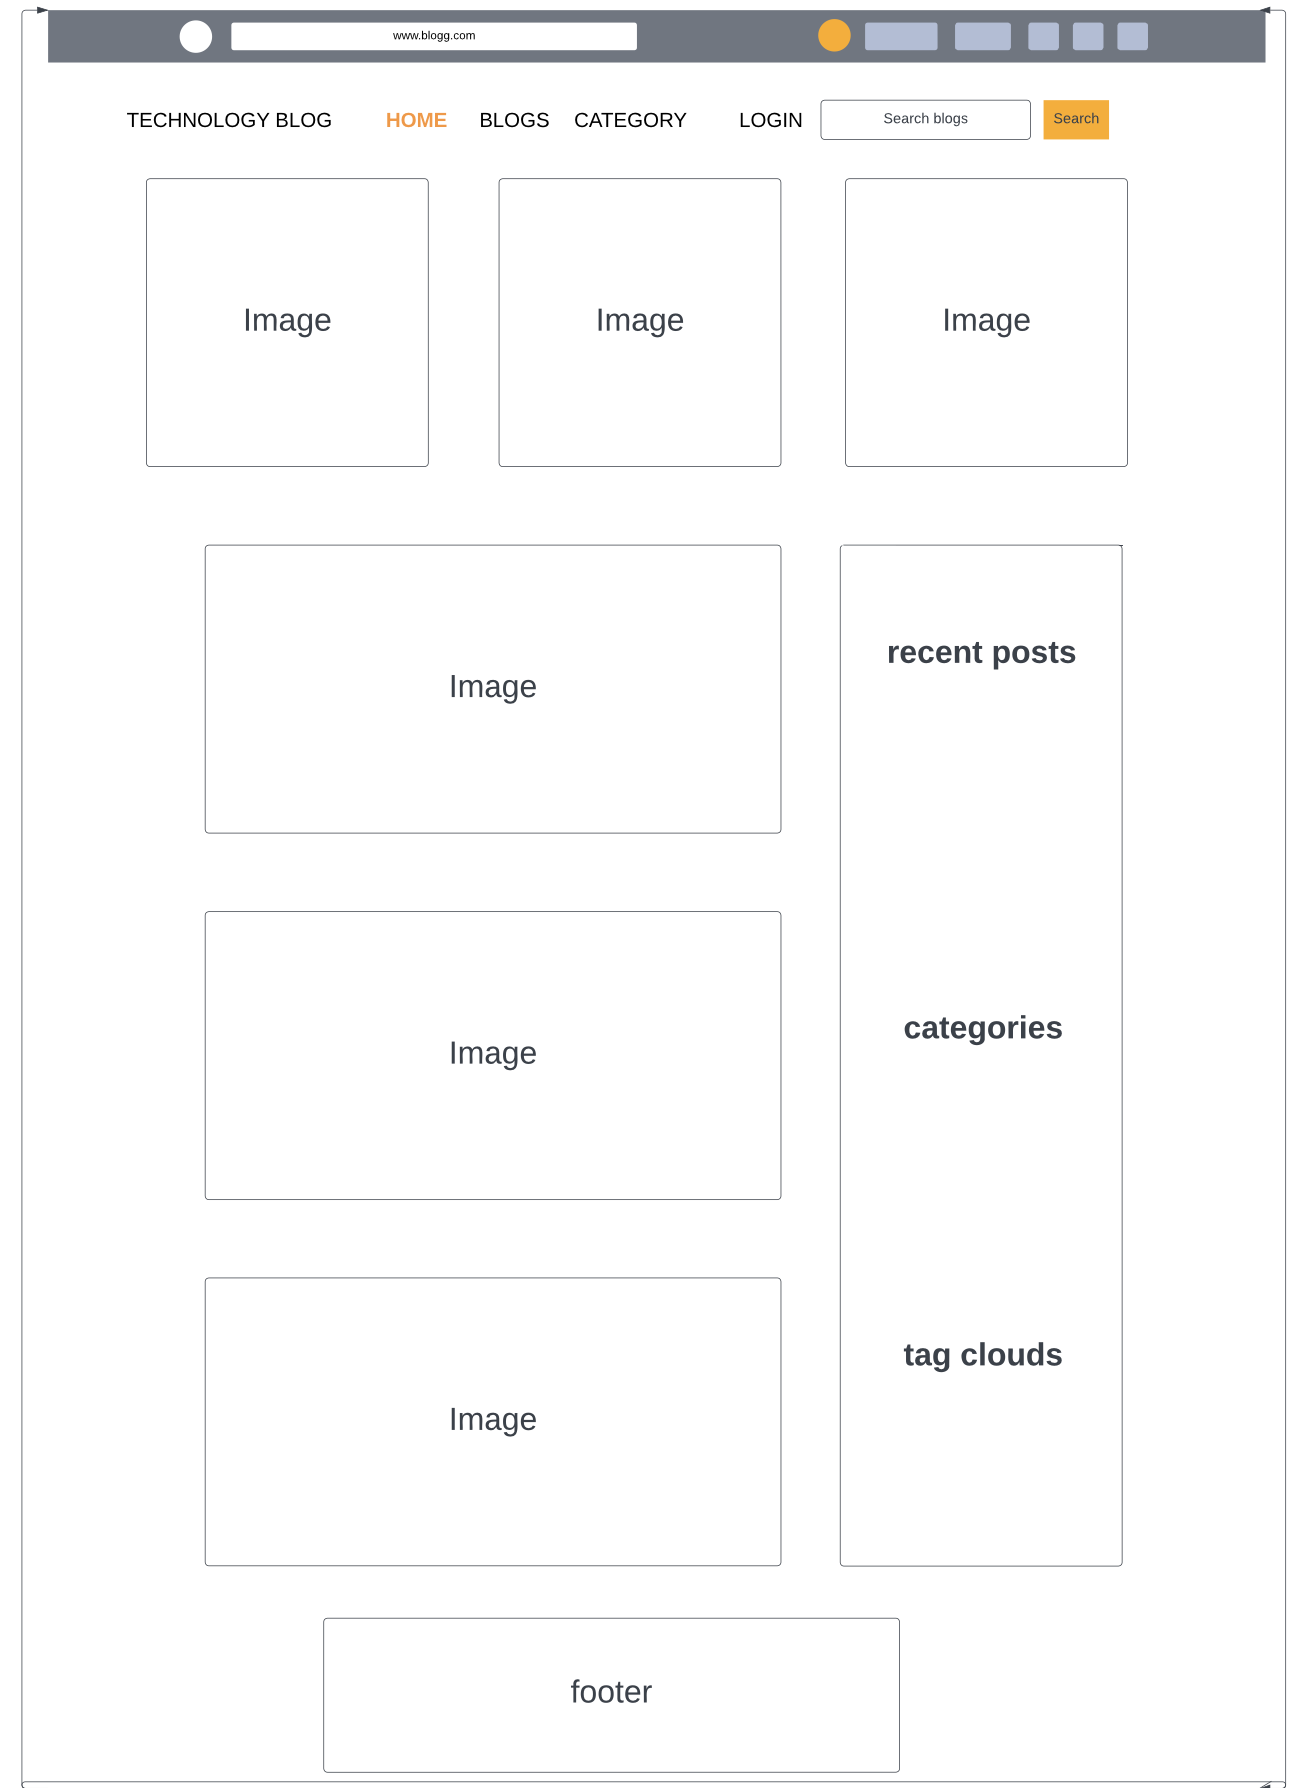 www.blogg.com
TECHNOLOGY BLOG HOME BLOGS CATEGORY LOGIN Search blogs Search
Image Image Image
Image
recent posts
Image
categories
Image
tag clouds
footer